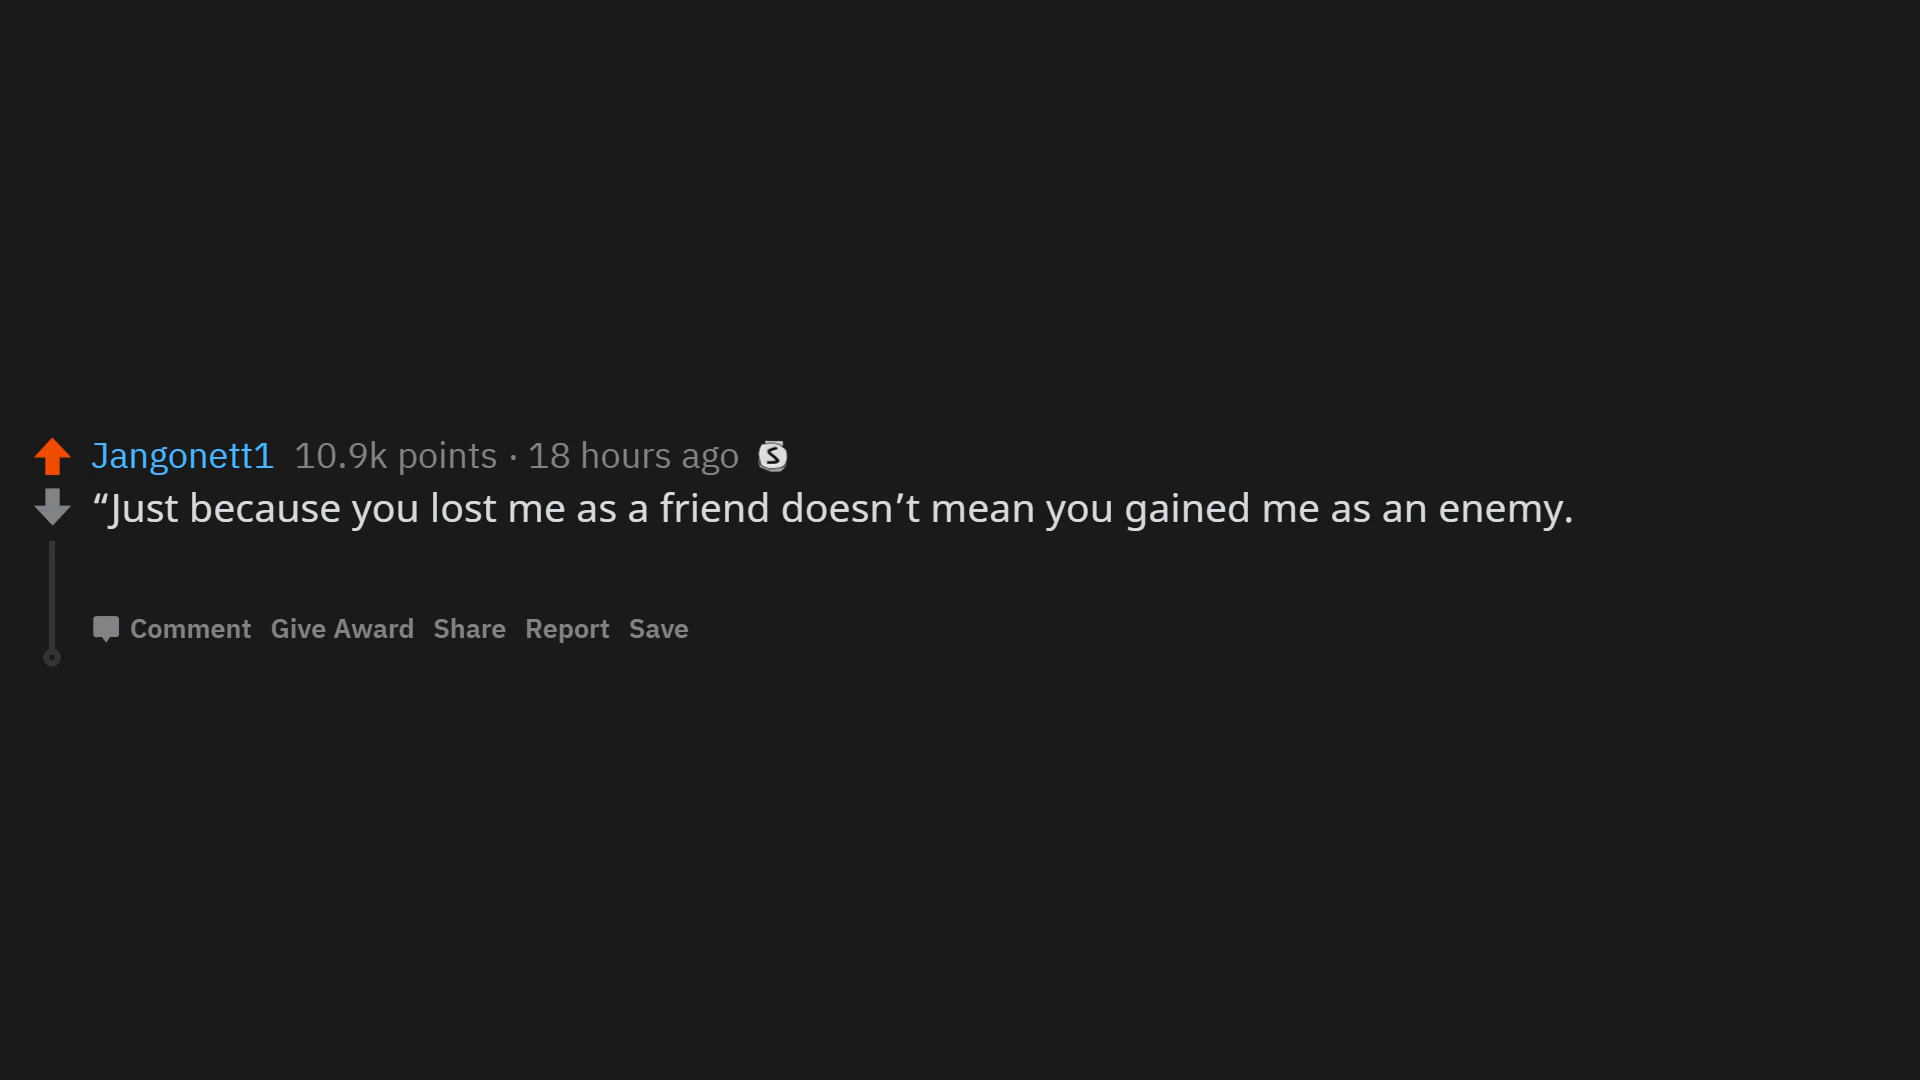 Jangonett1 10.9k points · 18 hours ago S
“Just because you lost me as a friend doesn’t mean you gained me as an enemy.
Comment Give Award Share Report Save